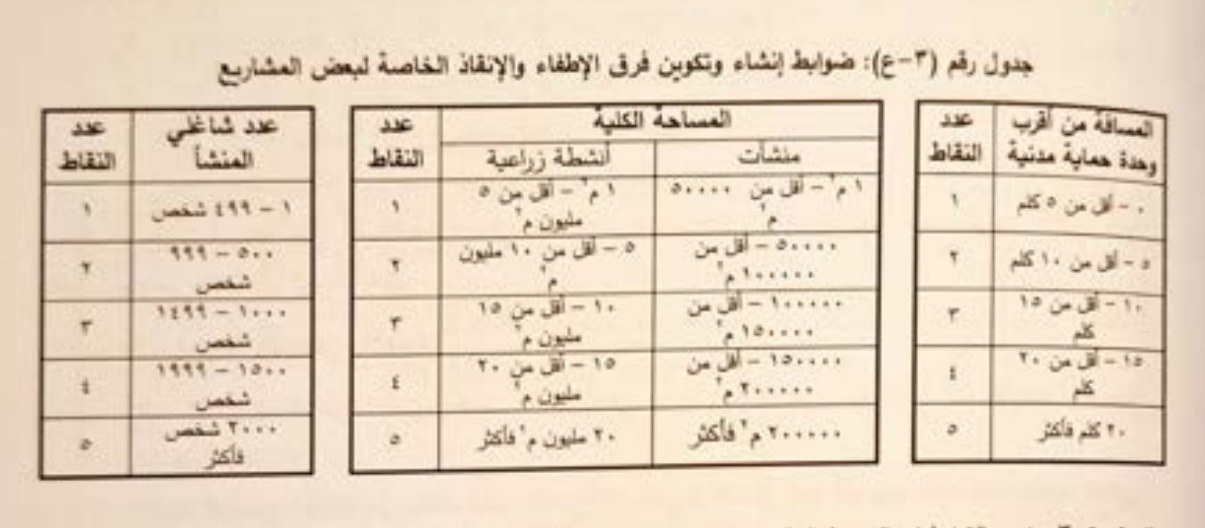 جدول رقم (٣-ع): ضوابط إنشاء وتكوين فرق الإطفاء والإنقاذ الخاصة لبعض المشاريع
المسافة من أقرب وحدة حماية مدنية | عدد النقاط
٠ - أقل من ٥ كلم | ١
٥ - أقل من ١٠ كلم | ٢
١٠ - أقل من ١٥ كلم | ٣
١٥ - أقل من ٢٠ كلم | ٤
٢٠ كلم فأكثر | ٥
المساحة الكلية | عدد النقاط
منشآت | أنشطة زراعية
١ م٢ - أقل من ٥٠٠٠٠ م٢ | ١ م٢ - أقل من ٥ مليون م٢ | ١
٥٠٠٠٠ - أقل من ١٠٠٠٠٠ م٢ | ٥ - أقل من ١٠ مليون م٢ | ٢
١٠٠٠٠٠ - أقل من ١٥٠٠٠٠ م٢ | ١٠ - أقل من ١٥ مليون م٢ | ٣
١٥٠٠٠٠ - أقل من ٢٠٠٠٠٠ م٢ | ١٥ - أقل من ٢٠ مليون م٢ | ٤
٢٠٠٠٠٠ م٢ فأكثر | ٢٠ مليون م٢ فأكثر | ٥
عدد شاغلي المنشأ | عدد النقاط
١ - ٤٩٩ شخص | ١
٥٠٠ - ٩٩٩ شخص | ٢
١٠٠٠ - ١٤٩٩ شخص | ٣
١٥٠٠ - ١٩٩٩ شخص | ٤
٢٠٠٠ شخص فأكثر | ٥